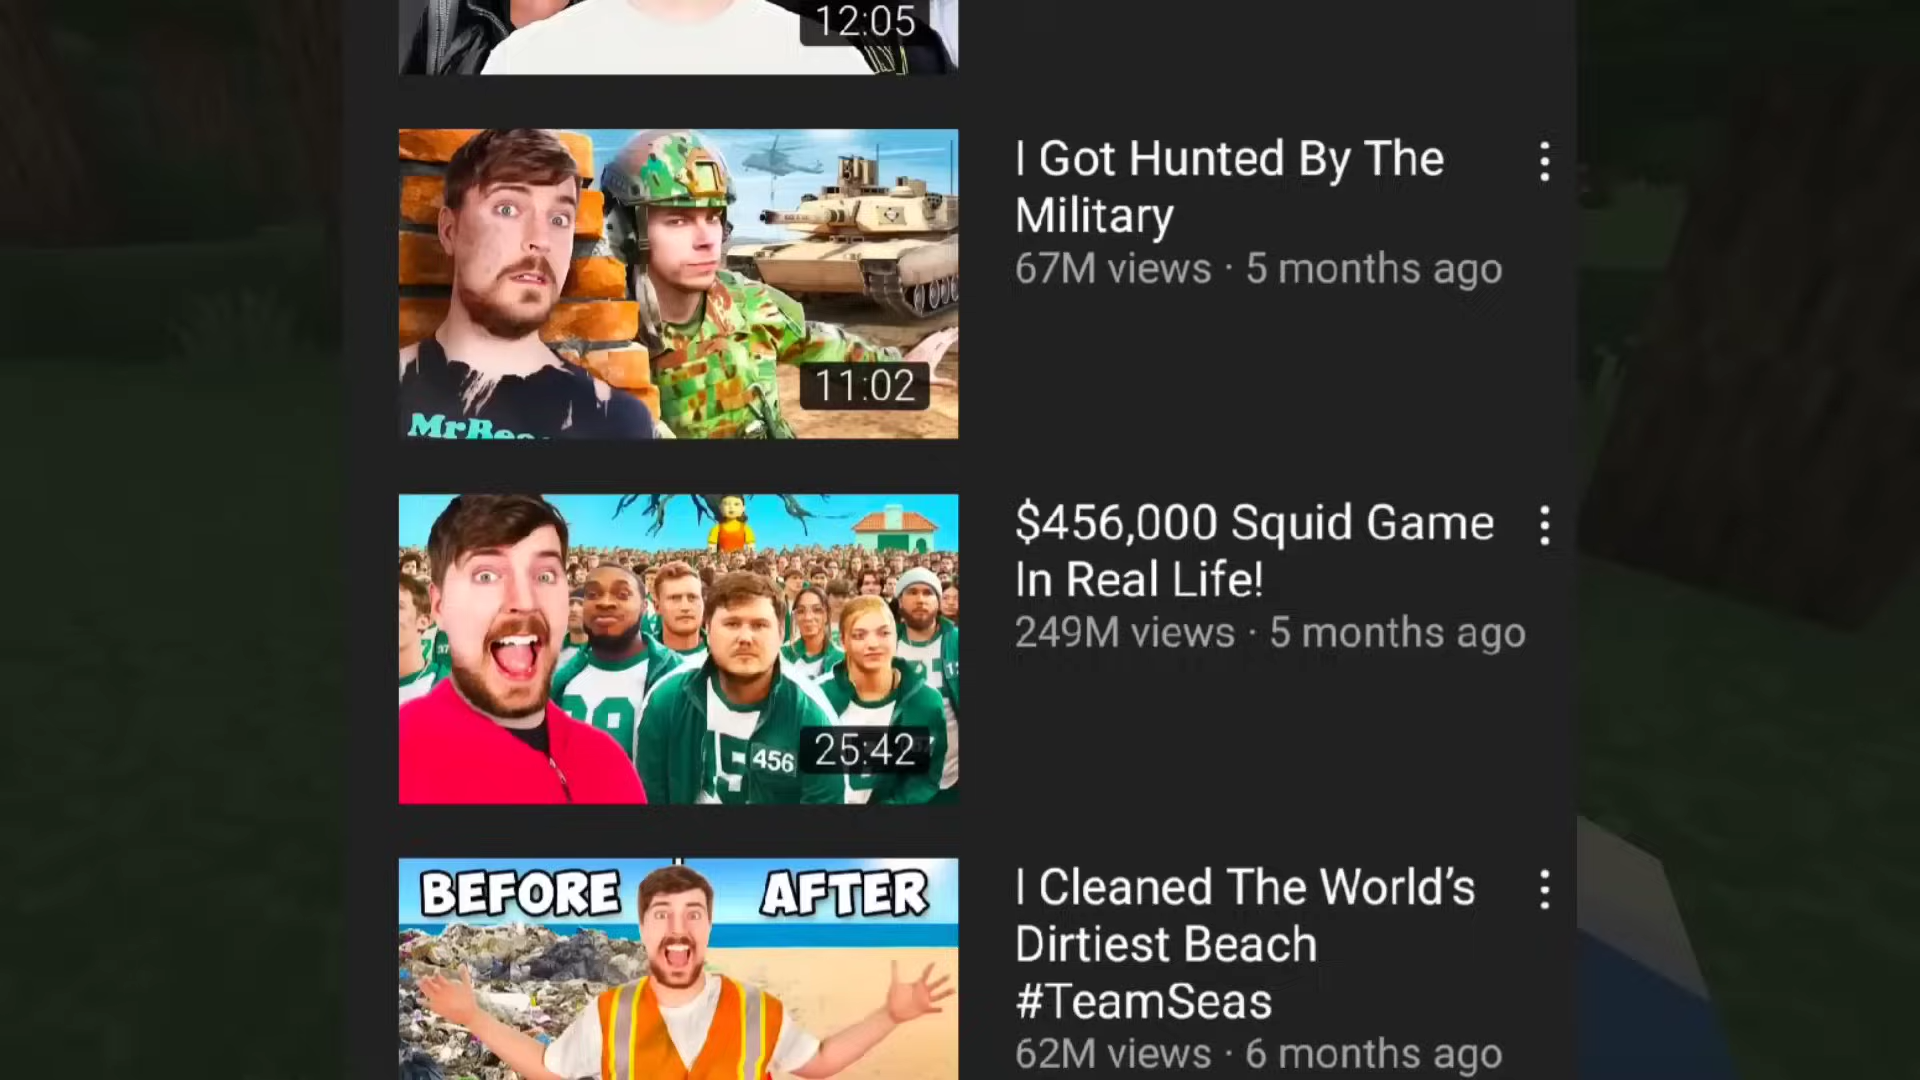 12:05
I Got Hunted By The
Military
67M views · 5 months ago
11:02
$456,000 Squid Game
In Real Life!
249M views · 5 months ago
456
25:42
BEFORE AFTER
I Cleaned The World's
Dirtiest Beach
#TeamSeas
62M views · 6 months ago